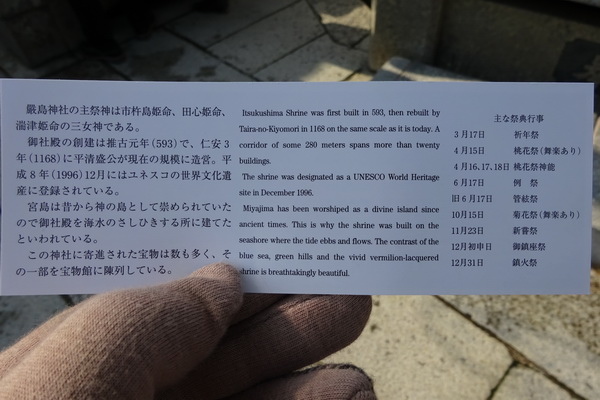 厳島神社の主祭神は市杵島姫命、田心姫命、
湍津姫命の三女神である。
御社殿の創建は推古元年(593)で、仁安3
年(1168)に平清盛公が現在の規模に造営。平
成8年(1996)12月にはユネスコの世界文化遺
産に登録されている。
宮島は昔から神の島として崇められていた
ので御社殿を海水のさしひきする所に建てた
といわれる。
この神社に寄進された宝物は数も多く、そ
の一部を宝物館に陳列している。
Itsukushima Shrine was first built in 593, then rebuilt by
Taira-no-Kiyomori in 1168 on the same scale as it is today. A
corridor of some 280 meters spans more than twenty
buildings.
The shrine was designated as a UNESCO World Heritage
site in December 1996.
Miyajima has been worshiped as a divine island since
ancient times. This is why the shrine was built on the
seashore where the tide ebbs and flows. The contrast of the
blue sea, green hills and the vivid vermilion-lacquered
shrine is breathtakingly beautiful.
主な祭典行事
3月17日 祈年祭
4月15日 桃花祭(舞楽あり)
4月16、17、18日 桃花祭神能
6月17日 例 祭
旧6月17日 管絃祭
10月15日 菊花祭(舞楽あり)
11月23日 新嘗祭
12月初申日 御鎮座祭
12月31日 鎮火祭